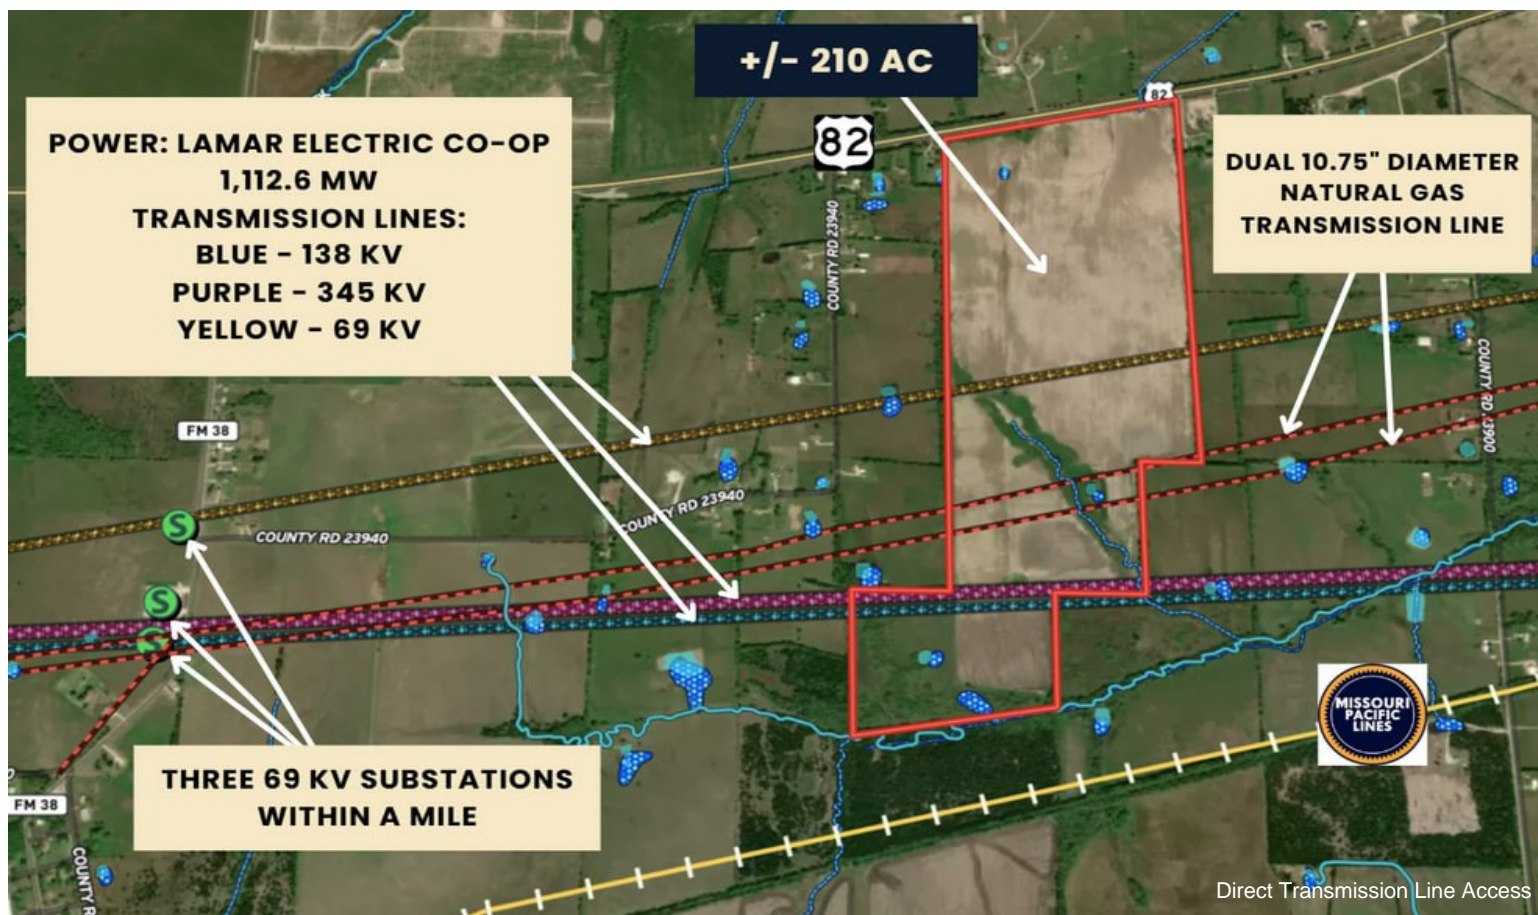 +/- 210 AC
82
82
POWER: LAMAR ELECTRIC CO-OP
1,112.6 MW
TRANSMISSION LINES:
BLUE - 138 KV
PURPLE - 345 KV
YELLOW - 69 KV
DUAL 10.75" DIAMETER
NATURAL GAS
TRANSMISSION LINE
COUNTY RD 23940
COUNTY RD 13900
FM 38
COUNTY RD 23940
COUNTY RD 23940
S
S
S
MISSOURI
PACIFIC
LINES
THREE 69 KV SUBSTATIONS
WITHIN A MILE
FM 38
COUNTY R
Direct Transmission Line Access